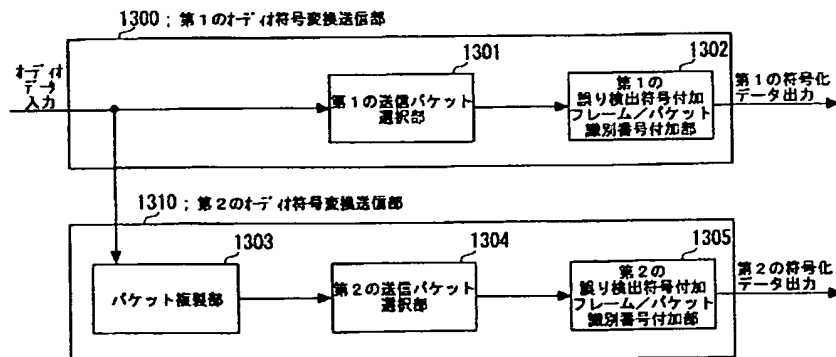 1300 ; 第1のオーディオ符号変換送信部
オーディオ
データ
入力
1301
第1の送信パケット
選択部
1302
第1の
誤り検出符号付加
フレーム/パケット
識別番号付加部
第1の符号化
データ出力
1310 ; 第2のオーディオ符号変換送信部
1303
パケット複製部
1304
第2の送信パケット
選択部
1305
第2の
誤り検出符号付加
フレーム/パケット
識別番号付加部
第2の符号化
データ出力